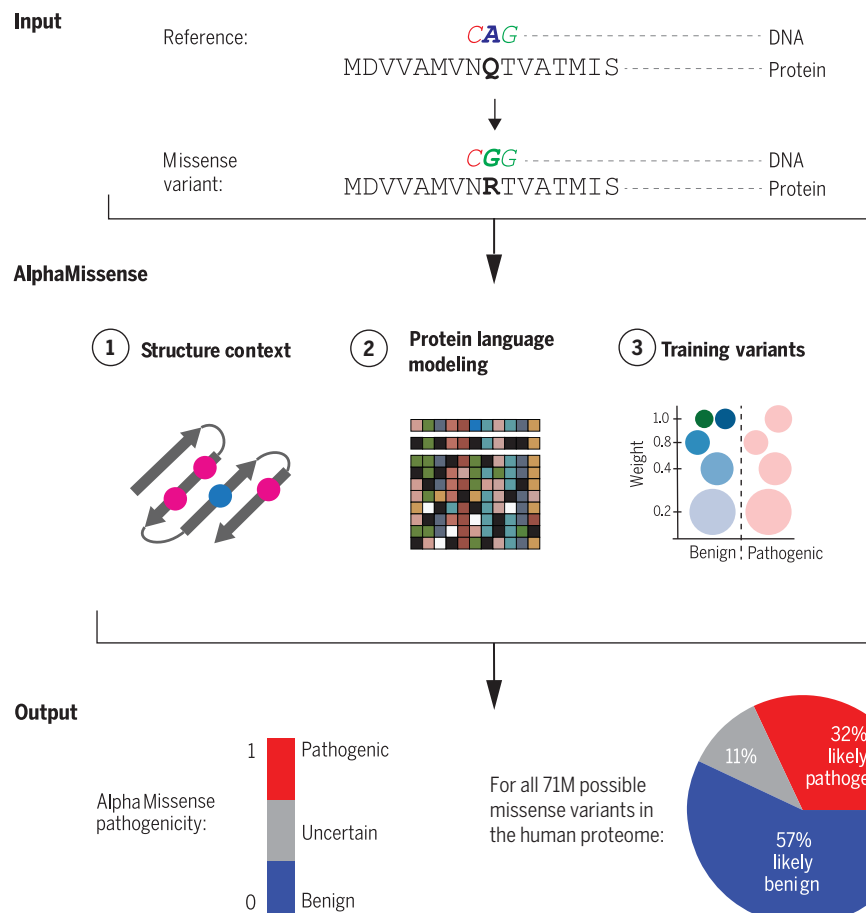 Input
Reference:
CAG
DNA
MDVVAMVNQTVATMIS
Protein
Missense
variant:
CGG
DNA
MDVVAMVNRTVATMIS
Protein
AlphaMissense
1 Structure context
2 Protein language
modeling
3 Training variants
Weight
1.0
0.8
0.4
0.2
Benign Pathogenic
Output
AlphaMissense
pathogenicity:
1 Pathogenic
Uncertain
0 Benign
For all 71M possible
missense variants in
the human proteome:
11%
32%
likely
pathoge
57%
likely
benign